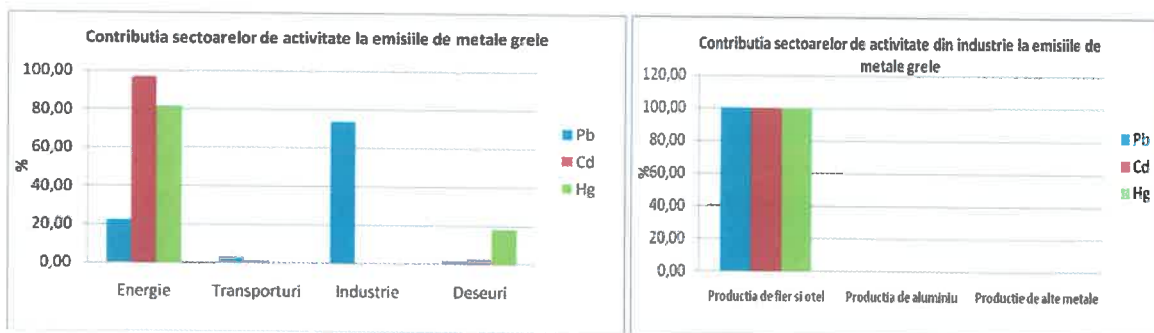 Contributia sectoarelor de activitate la emisiile de metale grele
100,00
80,00
60,00
40,00
20,00
0,00
%
Energie Transporturi Industrie Deseuri
Pb
Cd
Hg
Contributia sectoarelor de activitate din industrie la emisiile de
metale grele
120,00
100,00
80,00
60,00
40,00
20,00
0,00
%
Productia de fier si otel Productia de aluminiu Productie de alte metale
Pb
Cd
Hg